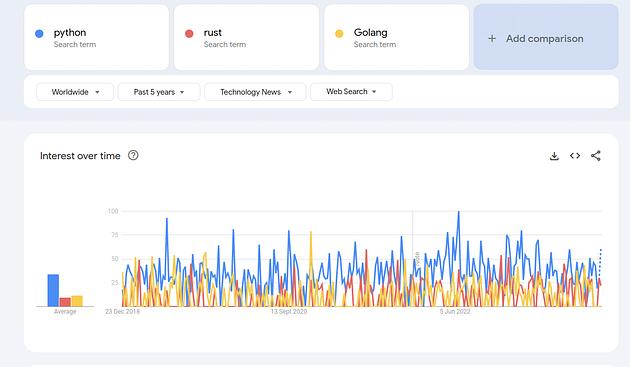 python
Search term
rust
Search term
Golang
Search term
+ Add comparison
Worldwide
Past 5 years
Technology News
Web Search
Interest over time
100
75
50
25
Average
23 Dec 2018
13 Sept 2020
5 Jun 2022